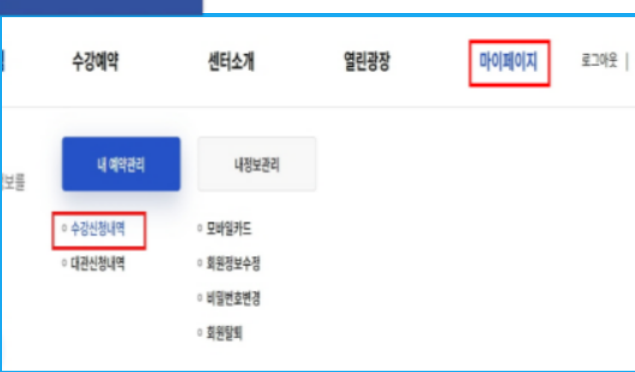 수강예약 센터소개 열린광장 마이페이지 로그아웃 |
보를 내 예약관리 내정보관리
수강신청내역 모바일카드
대관신청내역 회원정보수정
비밀번호변경
회원탈퇴